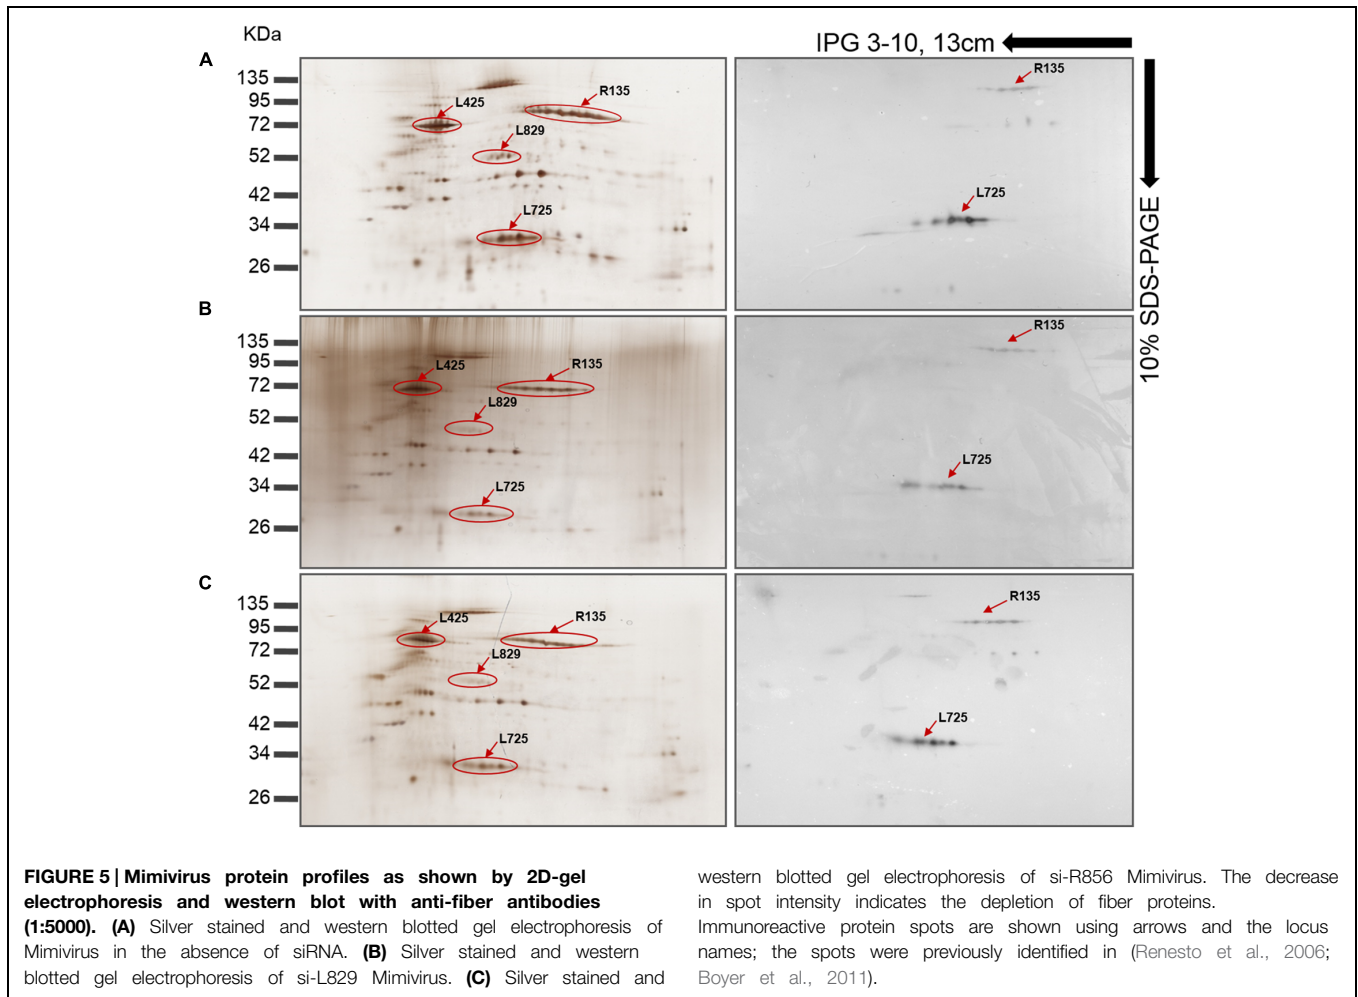 KDa
IPG 3-10, 13cm
10% SDS-PAGE
A
135
95
72
52
42
34
26
L425
R135
L829
L725
R135
L725
B
135
95
72
52
42
34
26
L425
R135
L829
L725
R135
L725
C
135
95
72
52
42
34
26
L425
R135
L829
L725
R135
L725
FIGURE 5 | Mimivirus protein profiles as shown by 2D-gel
electrophoresis and western blot with anti-fiber antibodies
(1:5000). (A) Silver stained and western blotted gel electrophoresis of
Mimivirus in the absence of siRNA. (B) Silver stained and western
blotted gel electrophoresis of si-L829 Mimivirus. (C) Silver stained and
western blotted gel electrophoresis of si-R856 Mimivirus. The decrease
in spot intensity indicates the depletion of fiber proteins.
Immunoreactive protein spots are shown using arrows and the locus
names; the spots were previously identified in (Renesto et al., 2006;
Boyer et al., 2011).